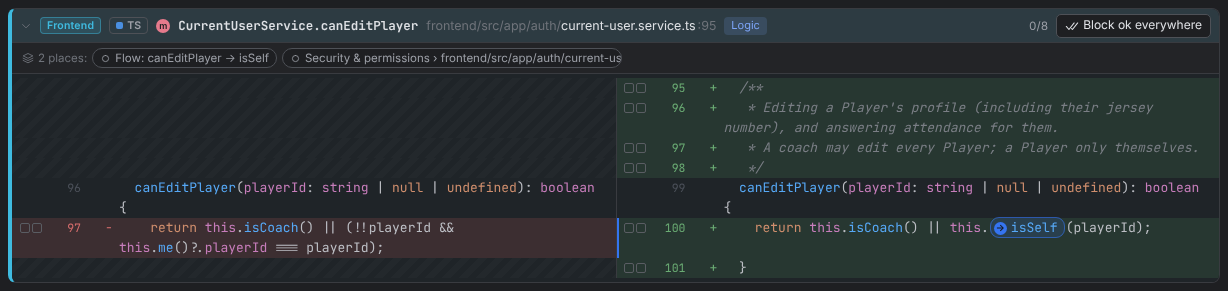 Frontend TS m CurrentUserService.canEditPlayer frontend/src/app/auth/current-user.service.ts:95 Logic 0/8 Block ok everywhere
2 places: Flow: canEditPlayer → isSelf Security & permissions › frontend/src/app/auth/current-us
95 + /**
96 + * Editing a Player's profile (including their jersey
number), and answering attendance for them.
97 + * A coach may edit every Player; a Player only themselves.
98 + */
96 canEditPlayer(playerId: string | null | undefined): boolean
{
99 canEditPlayer(playerId: string | null | undefined): boolean
{
97 - return this.isCoach() || (!!playerId &&
this.me()?.playerId === playerId);
100 + return this.isCoach() || this.isSelf(playerId);
101 + }